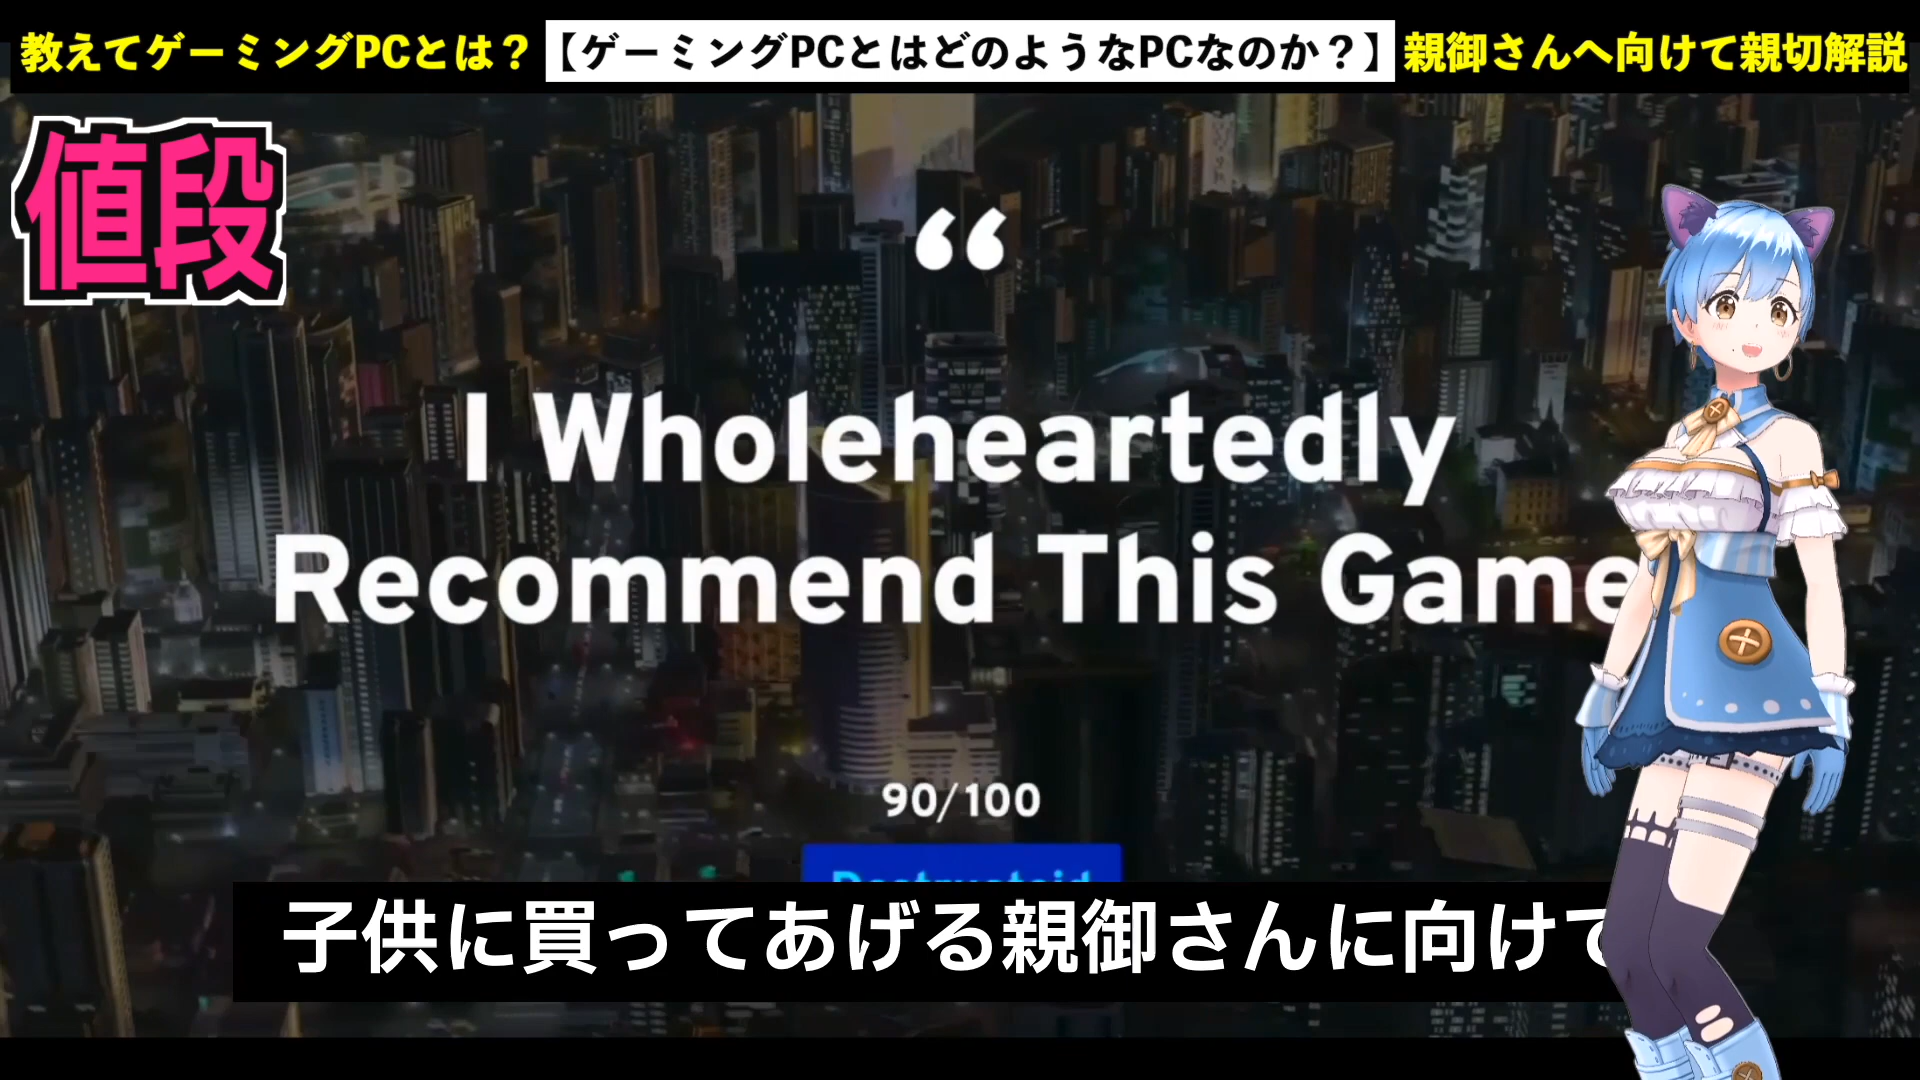 教えてゲーミングPCとは？【ゲーミングPCとはどのようなPCなのか？】親御さんへ向けて親切解説
値段
“
I Wholeheartedly
Recommend This Game
90/100
Destructoid
子供に買ってあげる親御さんに向けて